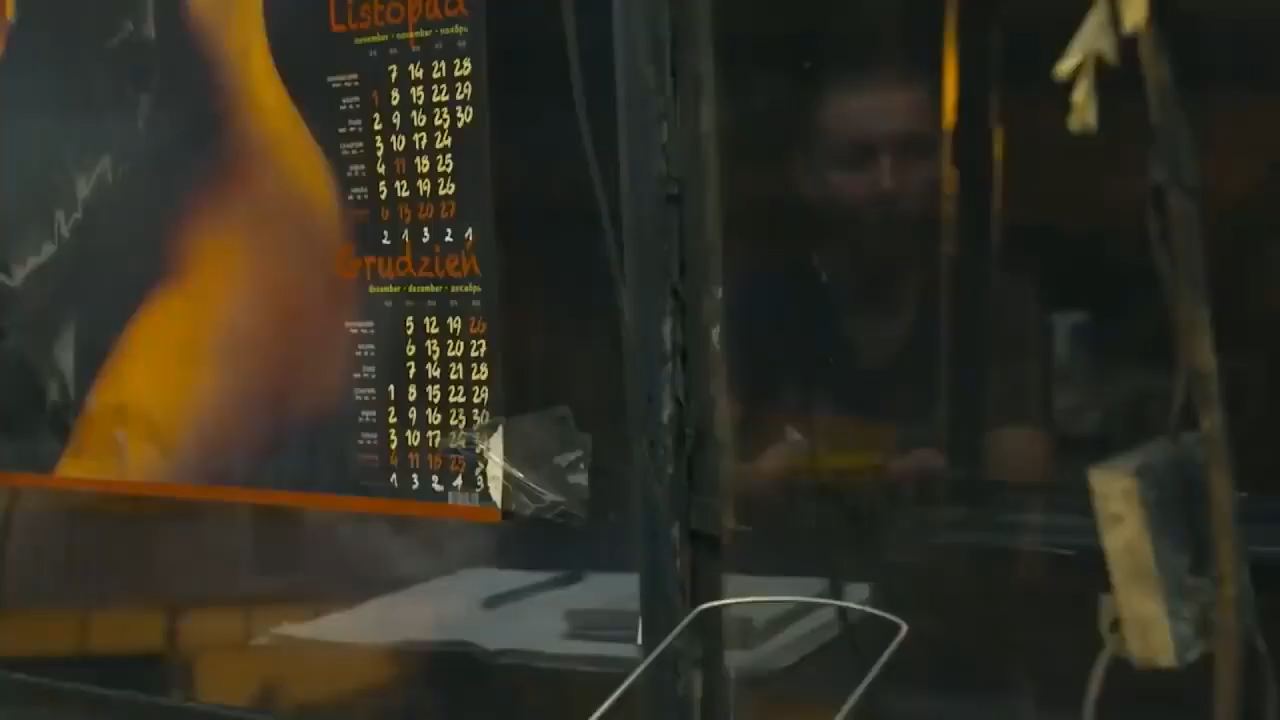 Listopad
november - november - ноябрь
7 14 21 28
1 8 15 22 29
2 9 16 23 30
3 10 17 24
4 11 18 25
5 12 19 26
6 13 20 27
2 1 3 2 1
Grudzień
december - dezember - декабрь
5 12 19 26
6 13 20 27
7 14 21 28
1 8 15 22 29
2 9 16 23 30
3 10 17 24
4 11 18 25
1 3 2 4 3